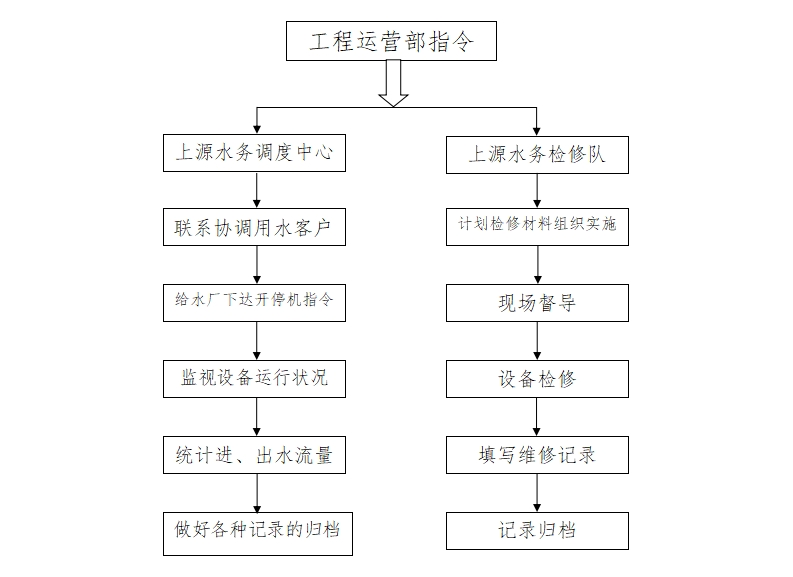 工程运营部指令
上源水务调度中心
上源水务检修队
联系协调用水客户
计划检修材料组织实施
给水厂下达开停机指令
现场督导
监视设备运行状况
设备检修
统计进、出水流量
填写维修记录
做好各种记录的归档
记录归档